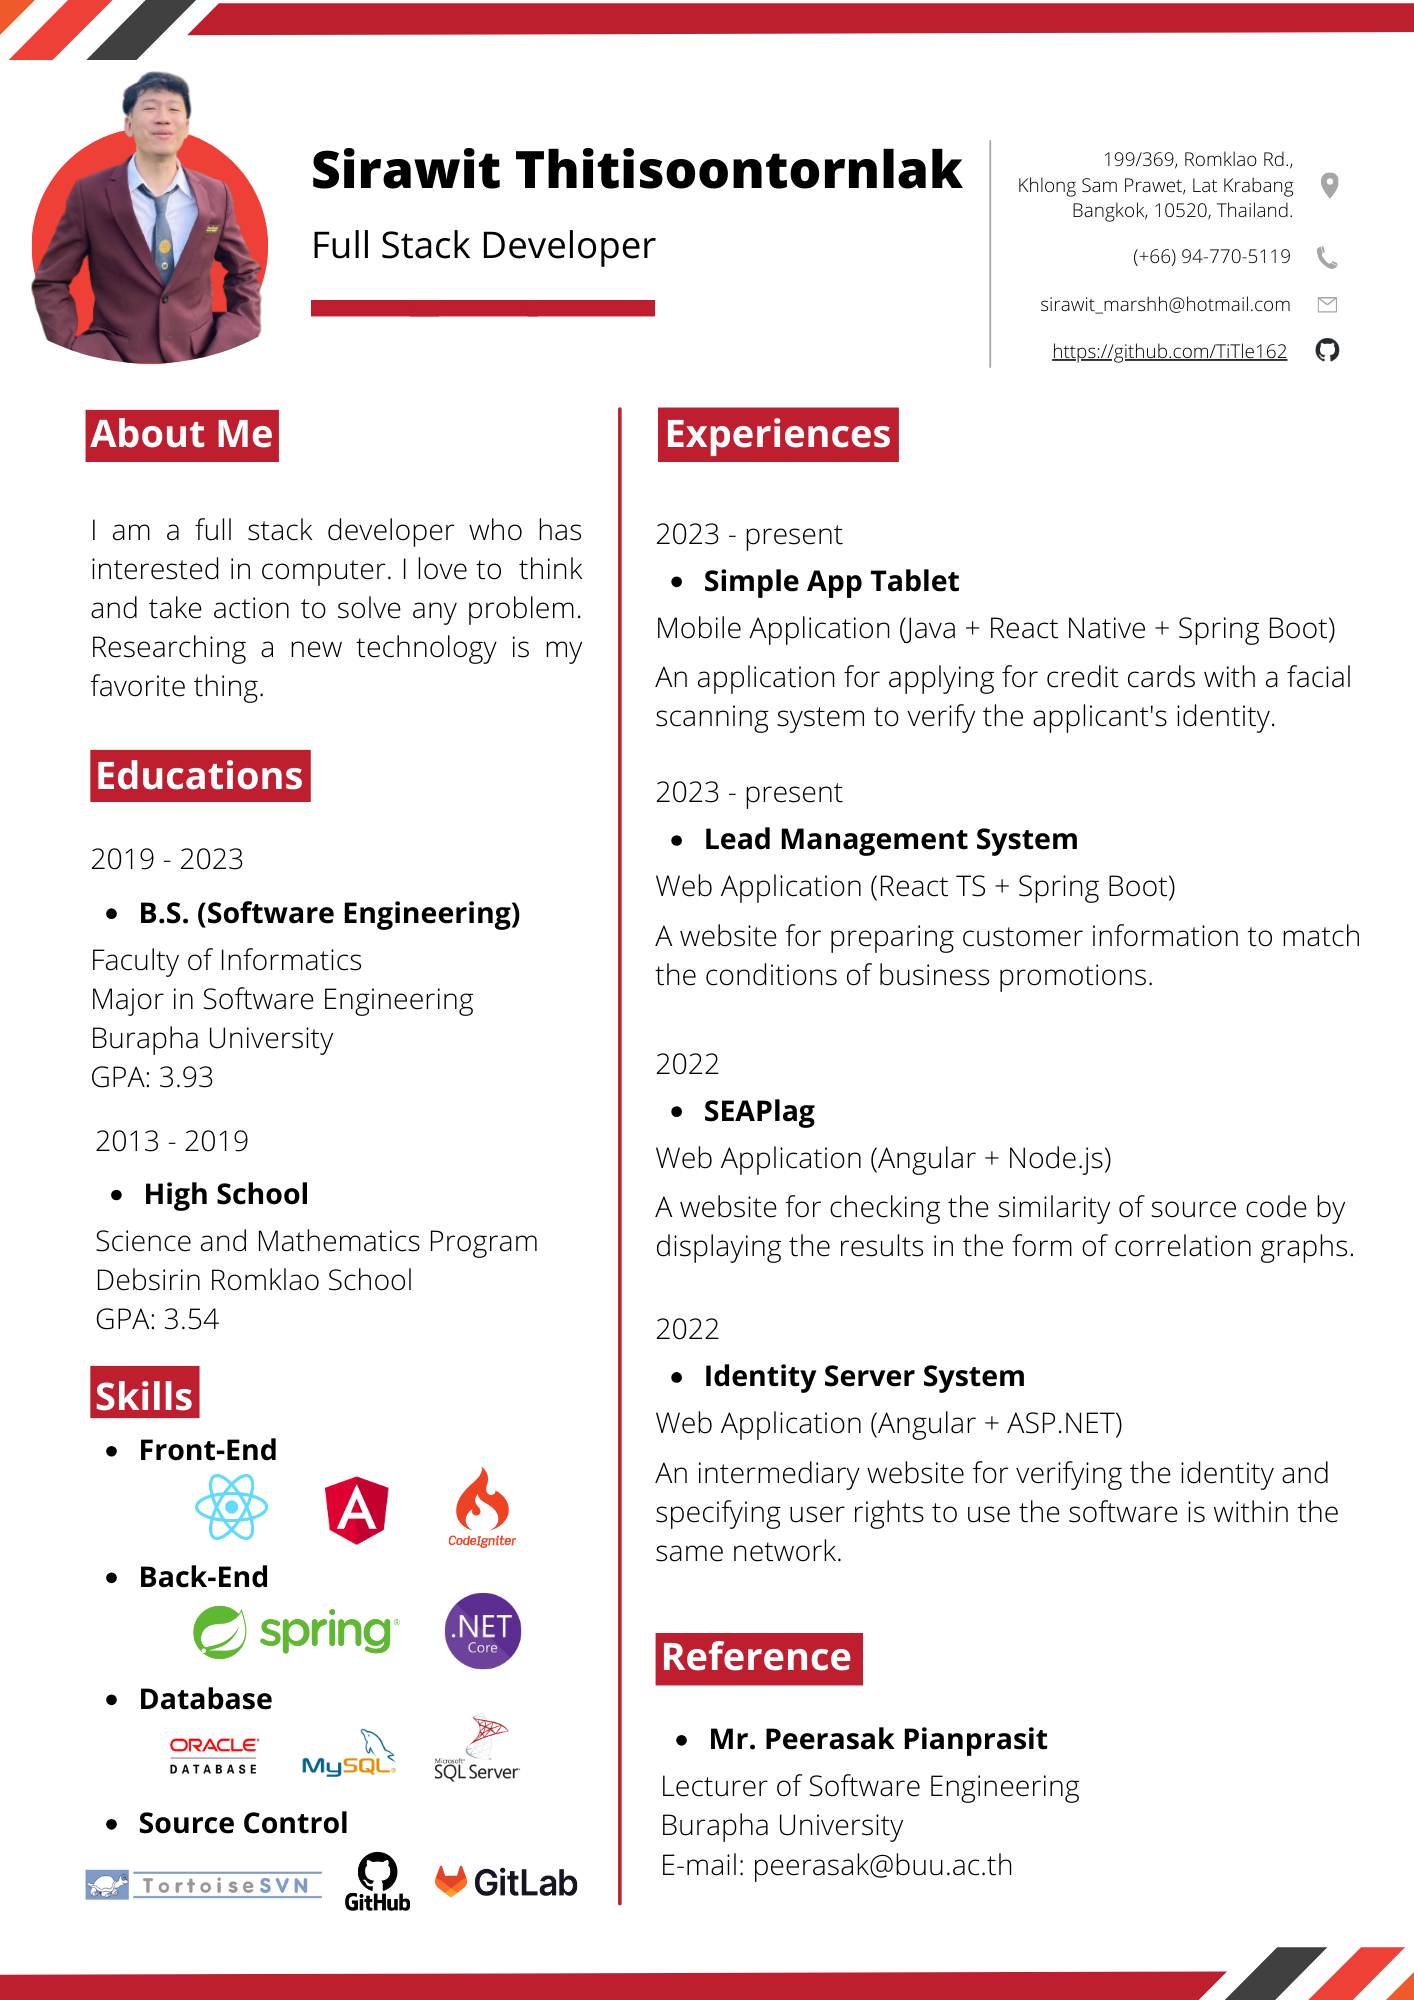 Sirawit Thitisoontornlak
Full Stack Developer
199/369, Romklao Rd.,
Khlong Sam Prawet, Lat Krabang
Bangkok, 10520, Thailand.
(+66) 94-770-5119
sirawit_marshh@hotmail.com
https://github.com/TiTle162
About Me
I am a full stack developer who has
interested in computer. I love to think
and take action to solve any problem.
Researching a new technology is my
favorite thing.
Educations
2019 - 2023
• B.S. (Software Engineering)
Faculty of Informatics
Major in Software Engineering
Burapha University
GPA: 3.93
2013 - 2019
• High School
Science and Mathematics Program
Debsirin Romklao School
GPA: 3.54
Skills
• Front-End
A
CodeIgniter
• Back-End
spring®
.NET
Core
• Database
ORACLE®
DATABASE
MySQL®
Microsoft®
SQL Server®
• Source Control
TortoiseSVN
GitHub
GitLab
Experiences
2023 - present
• Simple App Tablet
Mobile Application (Java + React Native + Spring Boot)
An application for applying for credit cards with a facial
scanning system to verify the applicant's identity.
2023 - present
• Lead Management System
Web Application (React TS + Spring Boot)
A website for preparing customer information to match
the conditions of business promotions.
2022
• SEAPlag
Web Application (Angular + Node.js)
A website for checking the similarity of source code by
displaying the results in the form of correlation graphs.
2022
• Identity Server System
Web Application (Angular + ASP.NET)
An intermediary website for verifying the identity and
specifying user rights to use the software is within the
same network.
Reference
• Mr. Peerasak Pianprasit
Lecturer of Software Engineering
Burapha University
E-mail: peerasak@buu.ac.th